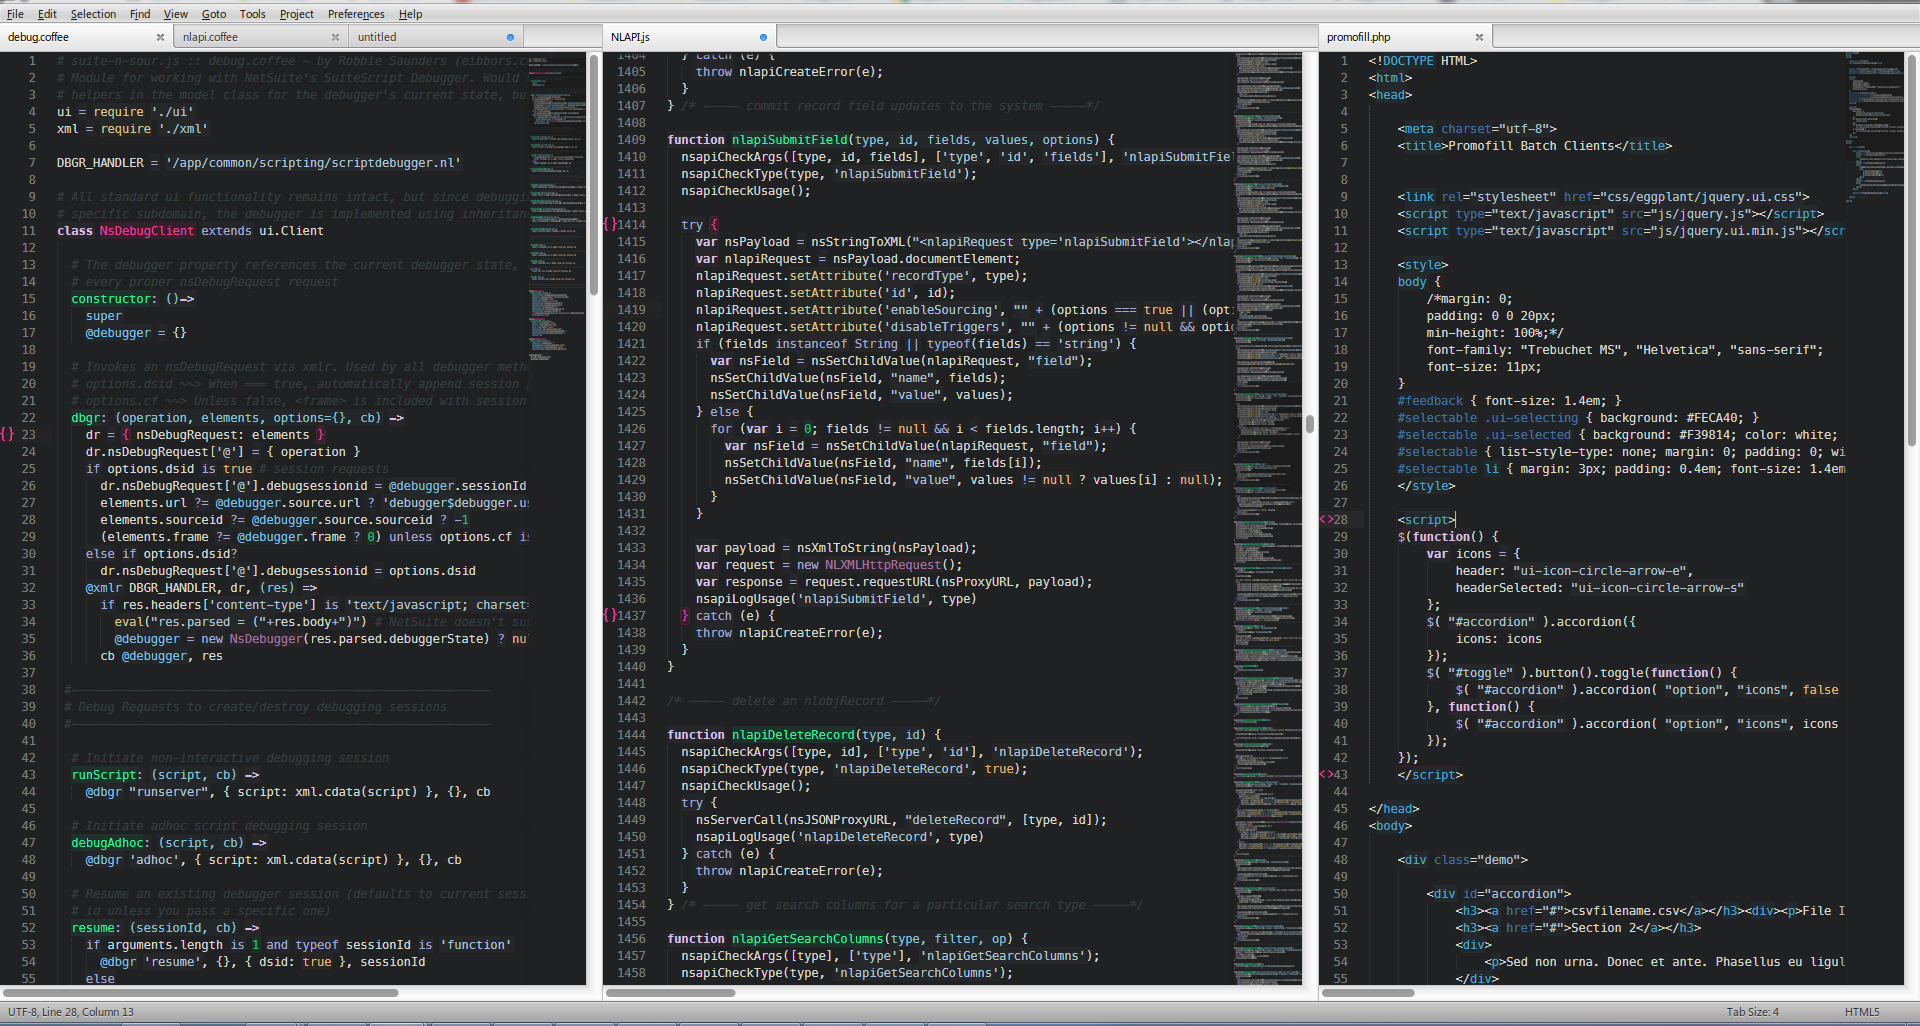 File Edit Selection Find View Goto Tools Project Preferences Help
debug.coffee nlapi.coffee untitled
1 # suite-n-sour.js :: debug.coffee – by Robbie Saunders (eibbors.c
2 # Module for working with NetSuite's SuiteScript Debugger. Would
3 # helpers in the model class for the debugger's current state, bu
4 ui = require './ui'
5 xml = require './xml'
6
7 DBGR_HANDLER = '/app/common/scripting/scriptdebugger.nl'
8
9 # All standard ui functionality remains intact, but since debuggi
10 # specific subdomain, the debugger is implemented using inheritan
11 class NsDebugClient extends ui.Client
12
13 # The debugger property references the current debugger state,
14 # every proper nsDebugRequest request
15 constructor: ()->
16 super
17 @debugger = {}
18
19 # Invokes an nsDebugRequest via xmlr. Used by all debugger meth
20 # options.dsid ~~> When === true, automatically append session
21 # options.cf ~~> Unless false, <frame> is included with session
22 dbgr: (operation, elements, options={}, cb) ->
{} 23 dr = { nsDebugRequest: elements }
24 dr.nsDebugRequest['@'] = { operation }
25 if options.dsid is true # session requests
26 dr.nsDebugRequest['@'].debugsessionid = @debugger.sessionId
27 elements.url ?= @debugger.source.url ? 'debugger$debugger.us
28 elements.sourceid ?= @debugger.source.sourceid ? -1
29 (elements.frame ?= @debugger.frame ? 0) unless options.cf is
30 else if options.dsid?
31 dr.nsDebugRequest['@'].debugsessionid = options.dsid
32 @xmlr DBGR_HANDLER, dr, (res) =>
33 if res.headers['content-type'] is 'text/javascript; charset=
34 eval("res.parsed = ("+res.body+")") # NetSuite doesn't su
35 @debugger = new NsDebugger(res.parsed.debuggerState) ? nu
36 cb @debugger, res
37
38 #
39 # Debug Requests to create/destroy debugging sessions
40 #
41
42 # Initiate non-interactive debugging session
43 runScript: (script, cb) ->
44 @dbgr "runserver", { script: xml.cdata(script) }, {}, cb
45
46 # Initiate adhoc script debugging session
47 debugAdhoc: (script, cb) ->
48 @dbgr 'adhoc', { script: xml.cdata(script) }, {}, cb
49
50 # Resume an existing debugger session (defaults to current sess
51 # id unless you pass a specific one)
52 resume: (sessionId, cb) ->
53 if arguments.length is 1 and typeof sessionId is 'function'
54 @dbgr 'resume', {}, { dsid: true }, sessionId
55 else
NLAPI.js
1404 } catch (e) {
1405 throw nlapiCreateError(e);
1406 }
1407 } /* ----- commit record field updates to the system -----*/
1408
1409 function nlapiSubmitField(type, id, fields, values, options) {
1410 nsapiCheckArgs([type, id, fields], ['type', 'id', 'fields'], 'nlapiSubmitFie
1411 nsapiCheckType(type, 'nlapiSubmitField');
1412 nsapiCheckUsage();
1413
{} 1414 try {
1415 var nsPayload = nsStringToXML("<nlapiRequest type='nlapiSubmitField'></nlap
1416 var nlapiRequest = nsPayload.documentElement;
1417 nlapiRequest.setAttribute('recordType', type);
1418 nlapiRequest.setAttribute('id', id);
1419 nlapiRequest.setAttribute('enableSourcing', "" + (options === true || (opt
1420 nlapiRequest.setAttribute('disableTriggers', "" + (options != null && optic
1421 if (fields instanceof String || typeof(fields) == 'string') {
1422 var nsField = nsSetChildValue(nlapiRequest, "field");
1423 nsSetChildValue(nsField, "name", fields);
1424 nsSetChildValue(nsField, "value", values);
1425 } else {
1426 for (var i = 0; fields != null && i < fields.length; i++) {
1427 var nsField = nsSetChildValue(nlapiRequest, "field");
1428 nsSetChildValue(nsField, "name", fields[i]);
1429 nsSetChildValue(nsField, "value", values != null ? values[i] : null);
1430 }
1431 }
1432
1433 var payload = nsXmlToString(nsPayload);
1434 var request = new NLXMLHttpRequest();
1435 var response = request.requestURL(nsProxyURL, payload);
1436 nsapiLogUsage('nlapiSubmitField', type)
{} 1437 } catch (e) {
1438 throw nlapiCreateError(e);
1439 }
1440 }
1441
1442 /* ----- delete an nlobjRecord -----*/
1443
1444 function nlapiDeleteRecord(type, id) {
1445 nsapiCheckArgs([type, id], ['type', 'id'], 'nlapiDeleteRecord');
1446 nsapiCheckType(type, 'nlapiDeleteRecord', true);
1447 nsapiCheckUsage();
1448 try {
1449 nsServerCall(nsJSONProxyURL, "deleteRecord", [type, id]);
1450 nsapiLogUsage('nlapiDeleteRecord', type)
1451 } catch (e) {
1452 throw nlapiCreateError(e);
1453 }
1454 } /* ----- get search columns for a particular search type -----*/
1455
1456 function nlapiGetSearchColumns(type, filter, op) {
1457 nsapiCheckArgs([type], ['type'], 'nlapiGetSearchColumns');
1458 nsapiCheckType(type, 'nlapiGetSearchColumns');
promofill.php
1 <!DOCTYPE HTML>
2 <html>
3 <head>
4
5 <meta charset="utf-8">
6 <title>Promofill Batch Clients</title>
7
8
9 <link rel="stylesheet" href="css/eggplant/jquery.ui.css">
10 <script type="text/javascript" src="js/jquery.js"></script>
11 <script type="text/javascript" src="js/jquery.ui.min.js"></scr
12
13 <style>
14 body {
15 /*margin: 0;
16 padding: 0 0 20px;
17 min-height: 100%;*/
18 font-family: "Trebuchet MS", "Helvetica", "sans-serif";
19 font-size: 11px;
20 }
21 #feedback { font-size: 1.4em; }
22 #selectable .ui-selecting { background: #FECA40; }
23 #selectable .ui-selected { background: #F39814; color: white;
24 #selectable { list-style-type: none; margin: 0; padding: 0; wi
25 #selectable li { margin: 3px; padding: 0.4em; font-size: 1.4em
26 </style>
27
<> 28 <script>
29 $(function() {
30 var icons = {
31 header: "ui-icon-circle-arrow-e",
32 headerSelected: "ui-icon-circle-arrow-s"
33 };
34 $( "#accordion" ).accordion({
35 icons: icons
36 });
37 $( "#toggle" ).button().toggle(function() {
38 $( "#accordion" ).accordion( "option", "icons", false
39 }, function() {
40 $( "#accordion" ).accordion( "option", "icons", icons
41 });
42 });
<> 43 </script>
44
45 </head>
46 <body>
47
48 <div class="demo">
49
50 <div id="accordion">
51 <h3><a href="#">csvfilename.csv</a></h3><div><p>File I
52 <h3><a href="#">Section 2</a></h3>
53 <div>
54 <p>Sed non urna. Donec et ante. Phasellus eu ligul
55 </div>
UTF-8, Line 28, Column 13 Tab Size: 4 HTML5